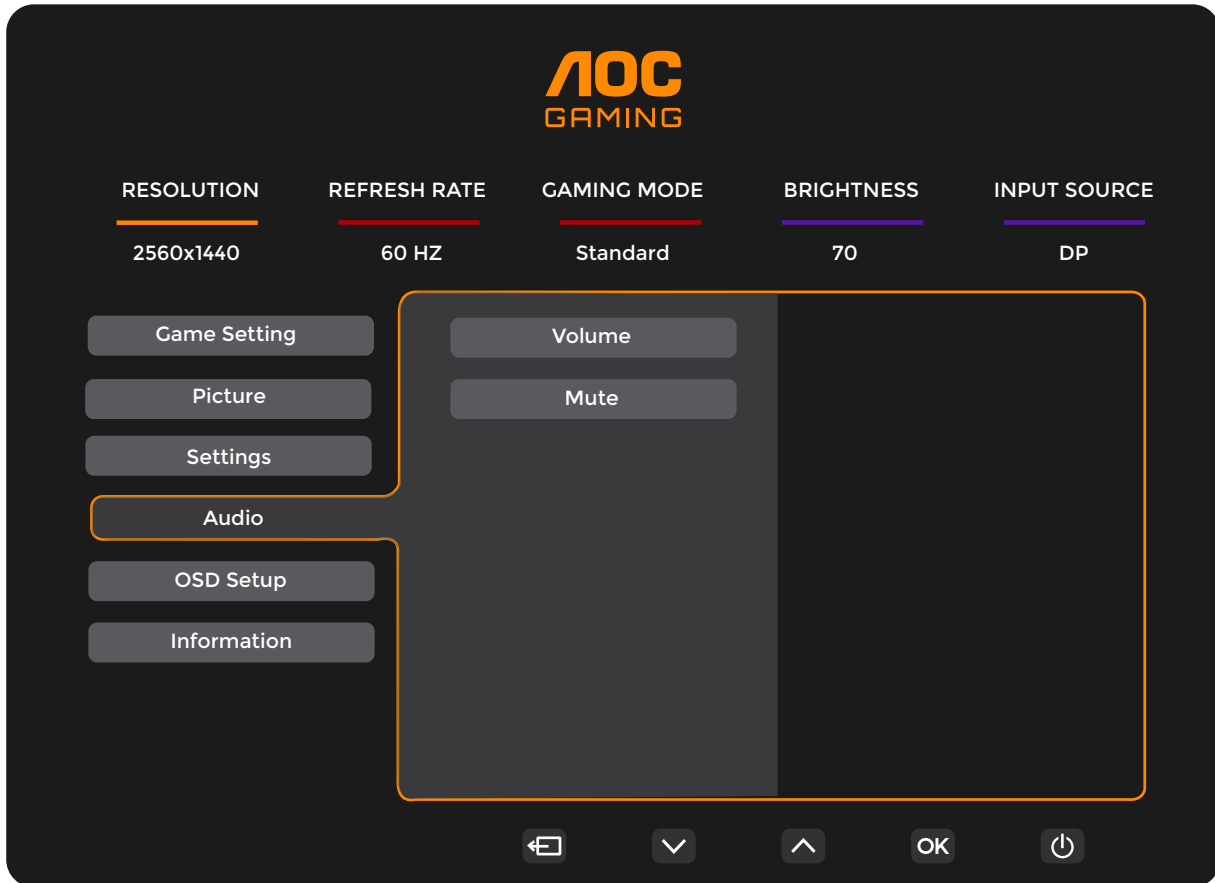 AOC
GAMING
RESOLUTION REFRESH RATE GAMING MODE BRIGHTNESS INPUT SOURCE
2560x1440 60 HZ Standard 70 DP
Game Setting Volume
Picture Mute
Settings
Audio
OSD Setup
Information
OK